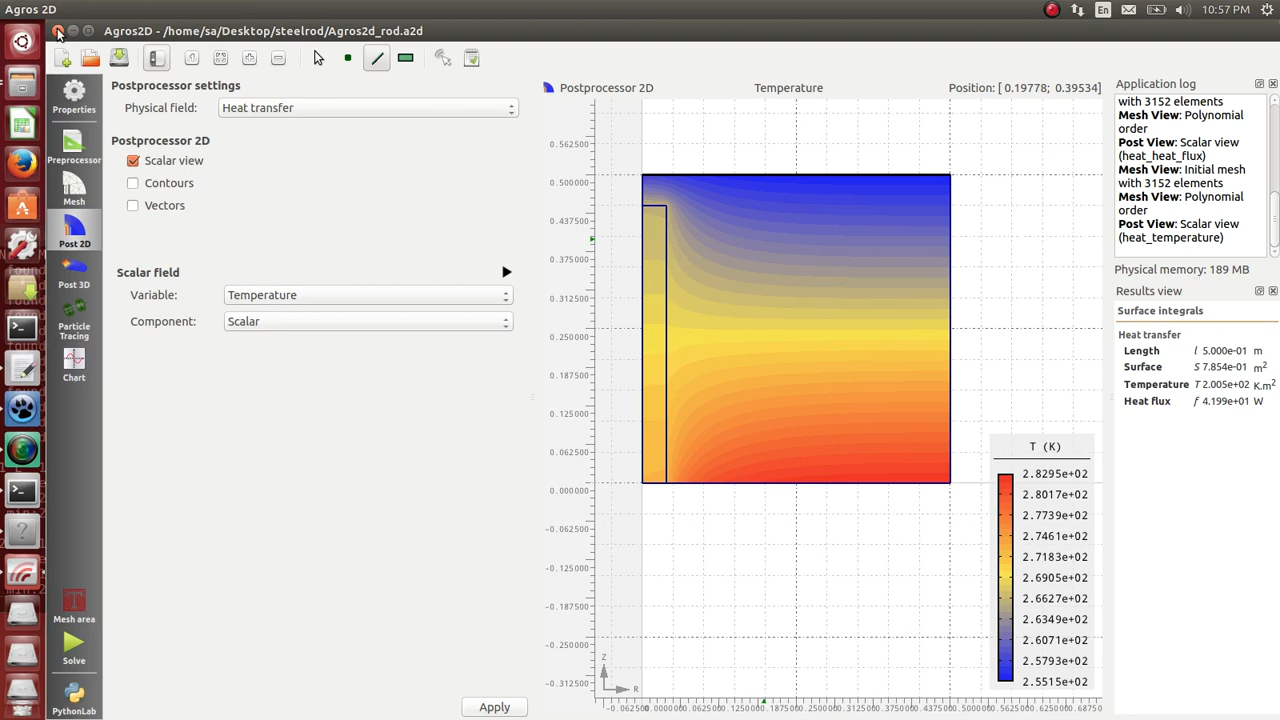 Agros 2D
En
10:57 PM
Agros2D - /home/sa/Desktop/steelrod/Agros2d_rod.a2d
Properties
Preprocessor
Mesh
Post 2D
Post 3D
Particle
Tracing
Chart
Mesh area
Solve
PythonLab
Postprocessor settings
Physical field:
Heat transfer
Postprocessor 2D
Scalar view
Contours
Vectors
Scalar field
Variable:
Temperature
Component:
Scalar
Apply
Postprocessor 2D
Temperature
Position: [ 0.19778; 0.39534]
0.562500
0.500000
0.437500
0.375000
0.312500
0.250000
0.187500
0.125000
0.062500
0.000000
-0.062500
-0.125000
-0.187500
-0.250000
-0.312500
Z
R
T (K)
2.8295e+02
2.8017e+02
2.7739e+02
2.7461e+02
2.7183e+02
2.6905e+02
2.6627e+02
2.6349e+02
2.6071e+02
2.5793e+02
2.5515e+02
Application log
with 3152 elements
Mesh View: Polynomial
order
Post View: Scalar view
(heat_heat_flux)
Mesh View: Initial mesh
with 3152 elements
Mesh View: Polynomial
order
Post View: Scalar view
(heat_temperature)
Physical memory: 189 MB
Results view
Surface integrals
Heat transfer
Length l 5.000e-01 m
Surface S 7.854e-01 m²
Temperature T 2.005e+02 K.m²
Heat flux f 4.199e+01 W